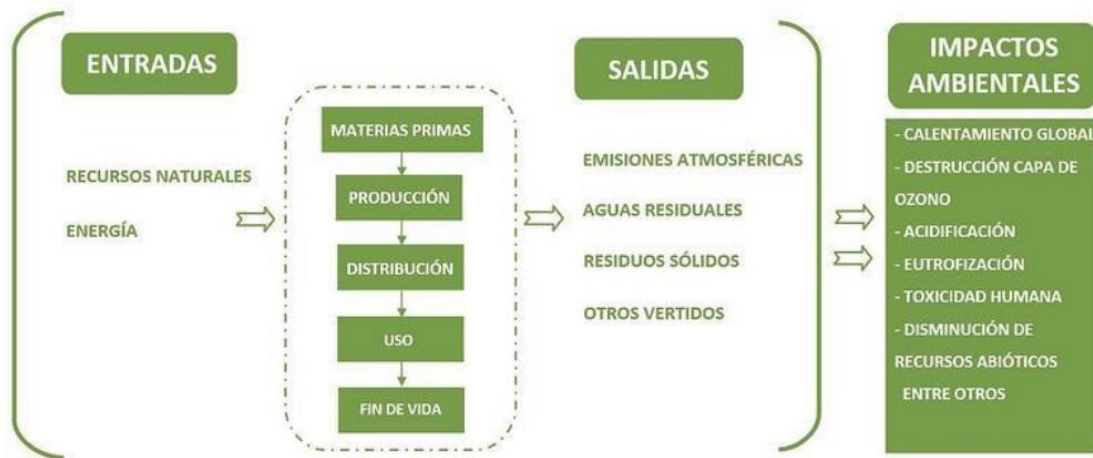 ENTRADAS
RECURSOS NATURALES
ENERGÍA
MATERIAS PRIMAS
PRODUCCIÓN
DISTRIBUCIÓN
USO
FIN DE VIDA
SALIDAS
EMISIONES ATMOSFÉRICAS
AGUAS RESIDUALES
RESIDUOS SÓLIDOS
OTROS VERTIDOS
IMPACTOS
AMBIENTALES
- CALENTAMIENTO GLOBAL
- DESTRUCCIÓN CAPA DE
OZONO
- ACIDIFICACIÓN
- EUTROFIZACIÓN
- TOXICIDAD HUMANA
- DISMINUCIÓN DE
RECURSOS ABIÓTICOS
ENTRE OTROS